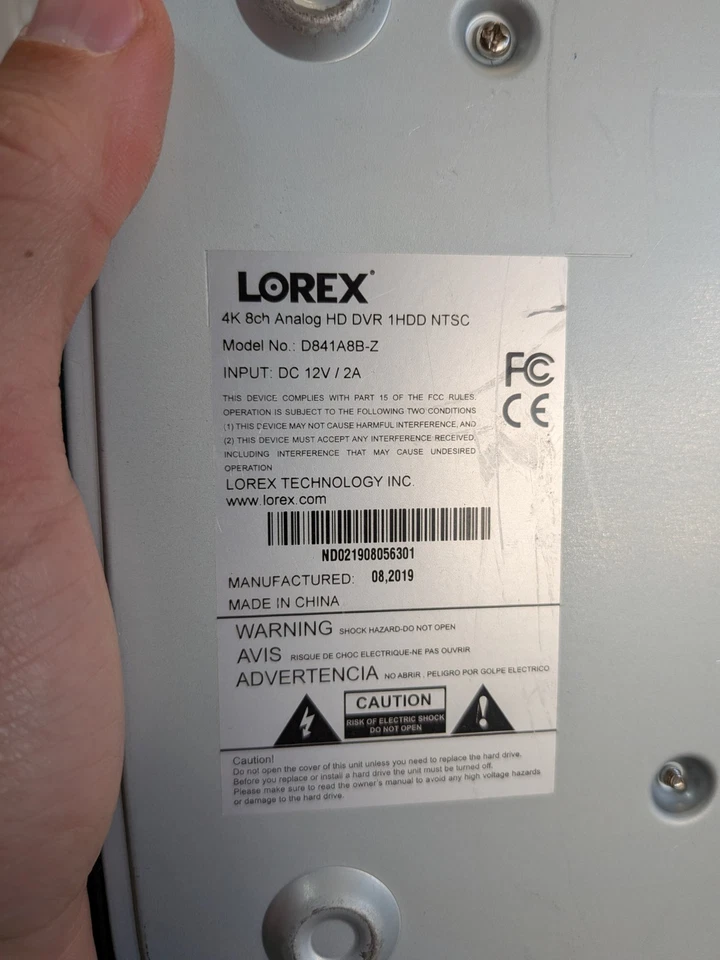 LOREX®
4K 8ch Analog HD DVR 1HDD NTSC
Model No.: D841A8B-Z
INPUT: DC 12V / 2A
THIS DEVICE COMPLIES WITH PART 15 OF THE FCC RULES.
OPERATION IS SUBJECT TO THE FOLLOWING TWO CONDITIONS
(1) THIS DEVICE MAY NOT CAUSE HARMFUL INTERFERENCE, AND
(2) THIS DEVICE MUST ACCEPT ANY INTERFERENCE RECEIVED,
INCLUDING INTERFERENCE THAT MAY CAUSE UNDESIRED
OPERATION
FC
CE
LOREX TECHNOLOGY INC.
www.lorex.com
ND021908056301
MANUFACTURED: 08,2019
MADE IN CHINA
WARNING SHOCK HAZARD-DO NOT OPEN
AVIS RISQUE DE CHOC ELECTRIQUE-NE PAS OUVRIR
ADVERTENCIA NO ABRIR . PELIGRO POR GOLPE ELECTRICO
CAUTION
RISK OF ELECTRIC SHOCK
DO NOT OPEN
Caution!
Do not open the cover of this unit unless you need to replace the hard drive.
Before you replace or install a hard drive the unit must be turned off.
Please make sure to read the owner's manual to avoid any high voltage hazards
or damage to the hard drive.